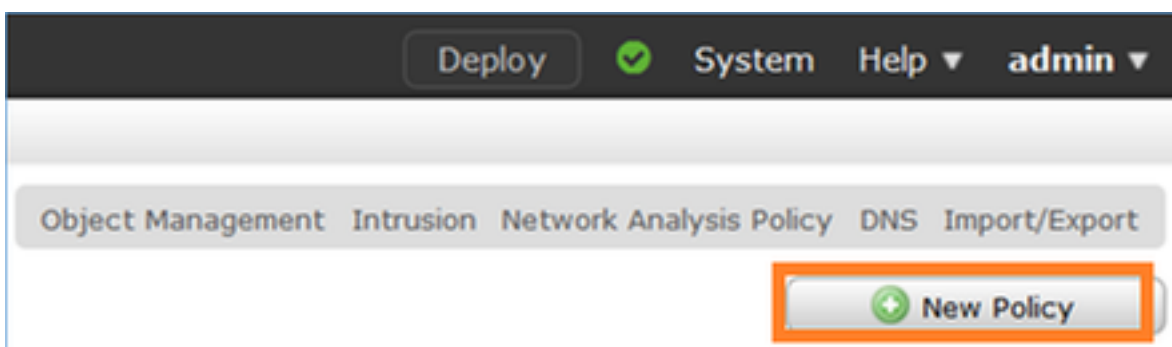 Deploy System Help admin
Object Management Intrusion Network Analysis Policy DNS Import/Export
New Policy